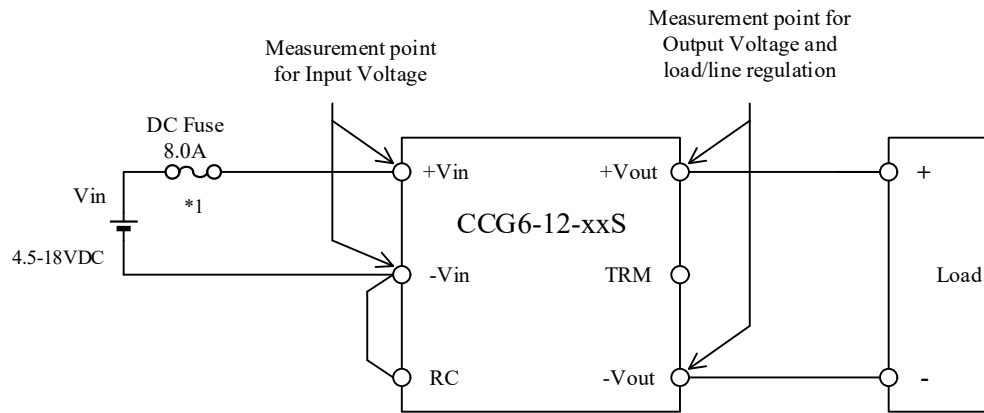 Measurement point
for Input Voltage
Measurement point for
Output Voltage and
load/line regulation
DC Fuse
8.0A
*1
Vin
4.5-18VDC
+Vin
-Vin
RC
CCG6-12-xxS
+Vout
TRM
-Vout
+
Load
-